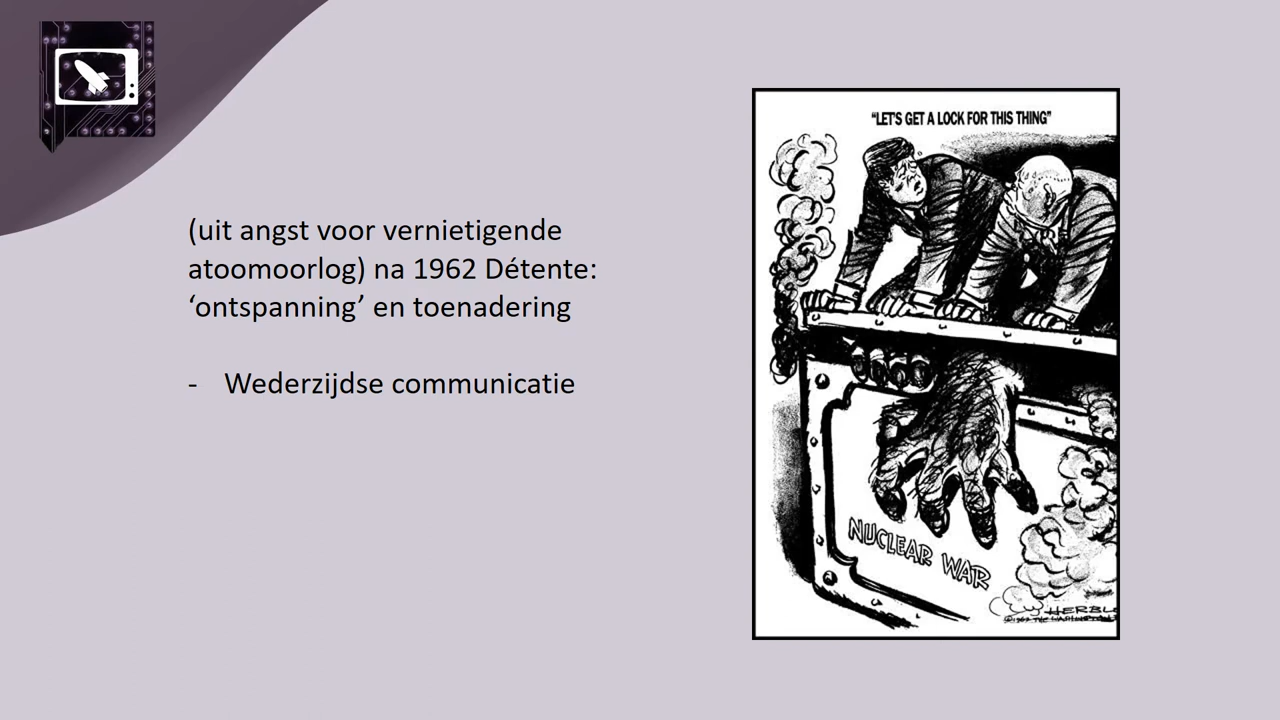 (uit angst voor vernietigende
atoomoorlog) na 1962 Détente:
‘ontspanning’ en toenadering
- Wederzijdse communicatie
“LET'S GET A LOCK FOR THIS THING”
NUCLEAR WAR
HERBL